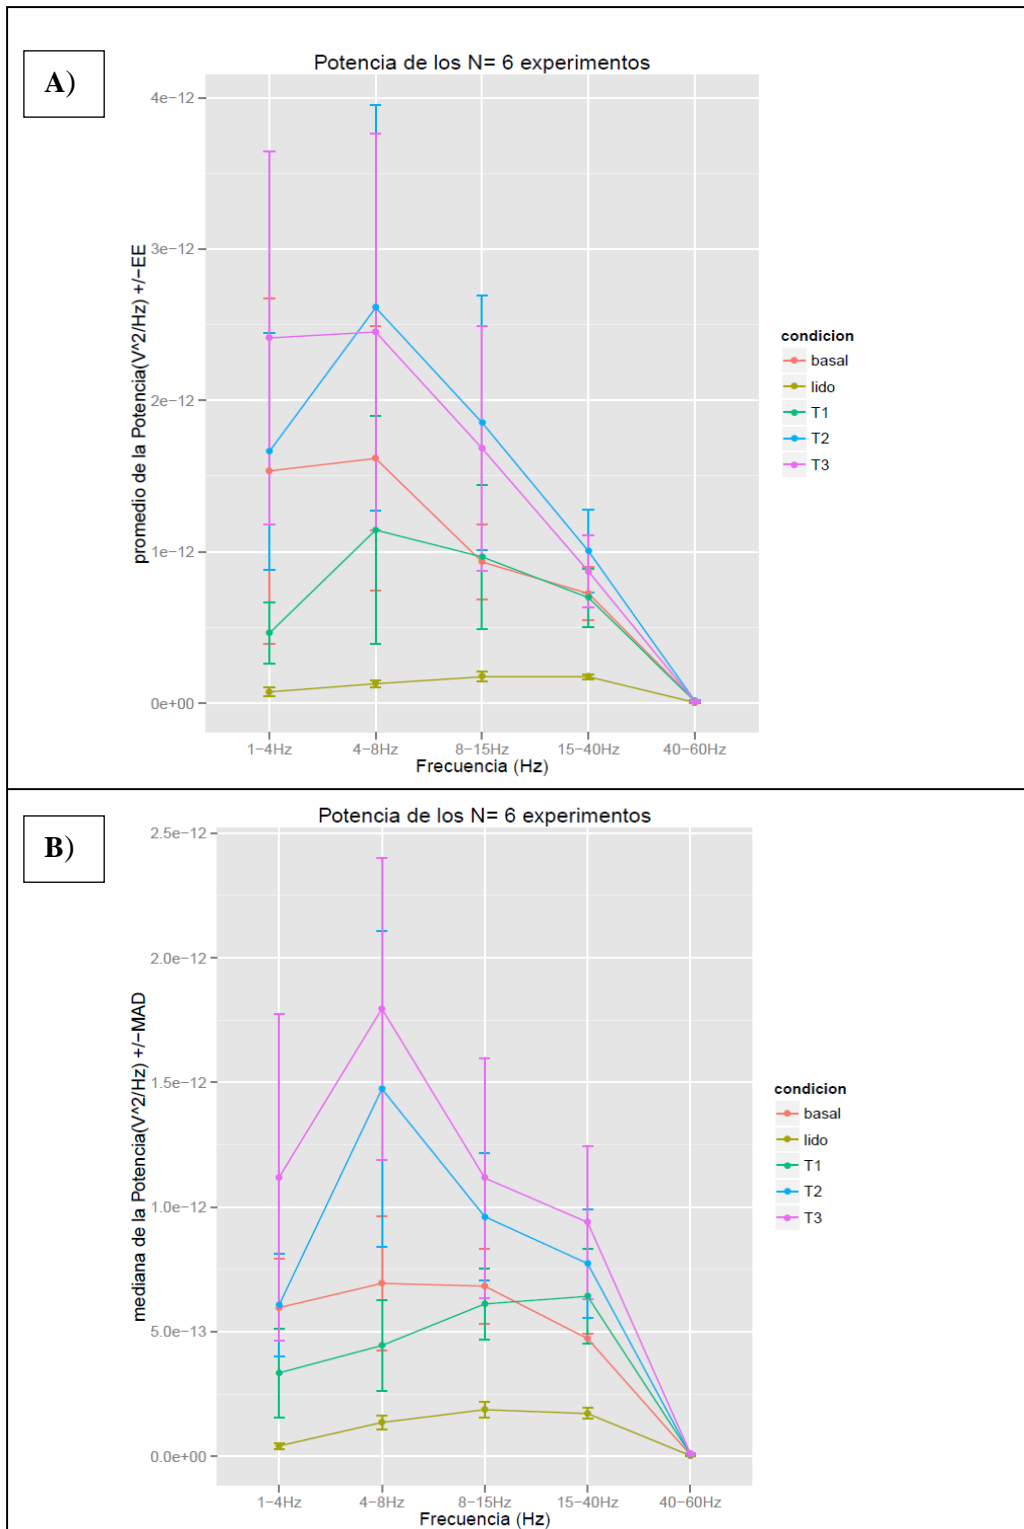 A)
Potencia de los N= 6 experimentos
4e−12
3e−12
2e−12
1e−12
0e+00
promedio de la Potencia(V^2/Hz) +/−EE
1−4Hz 4−8Hz 8−15Hz 15−40Hz 40−60Hz
Frecuencia (Hz)
condicion
basal
lido
T1
T2
T3
B)
Potencia de los N= 6 experimentos
2.5e−12
2.0e−12
1.5e−12
1.0e−12
5.0e−13
0.0e+00
mediana de la Potencia(V^2/Hz) +/−MAD
1−4Hz 4−8Hz 8−15Hz 15−40Hz 40−60Hz
Frecuencia (Hz)
condicion
basal
lido
T1
T2
T3